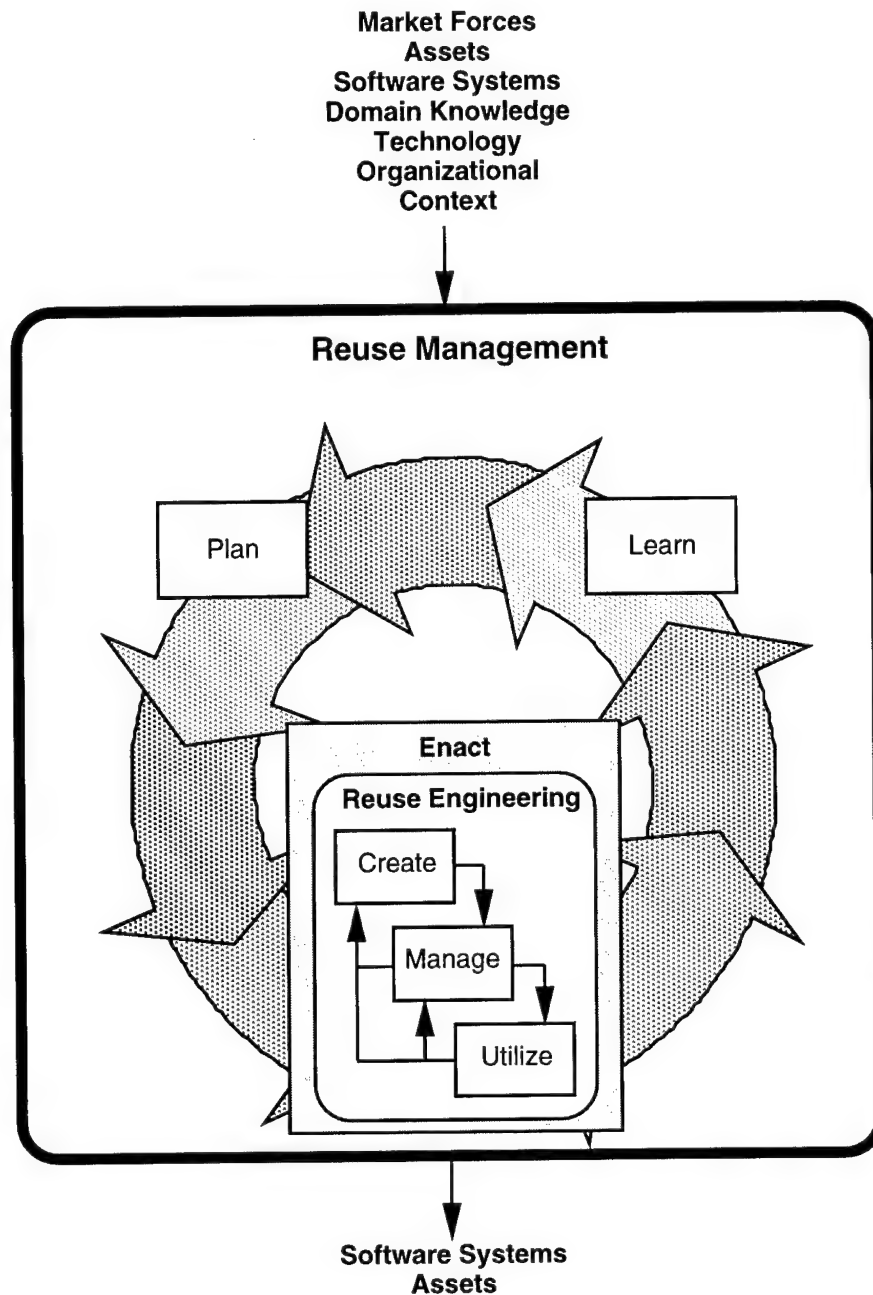 Market Forces
Assets
Software Systems
Domain Knowledge
Technology
Organizational
Context
Reuse Management
Plan
Learn
Enact
Reuse Engineering
Create
Manage
Utilize
Software Systems
Assets